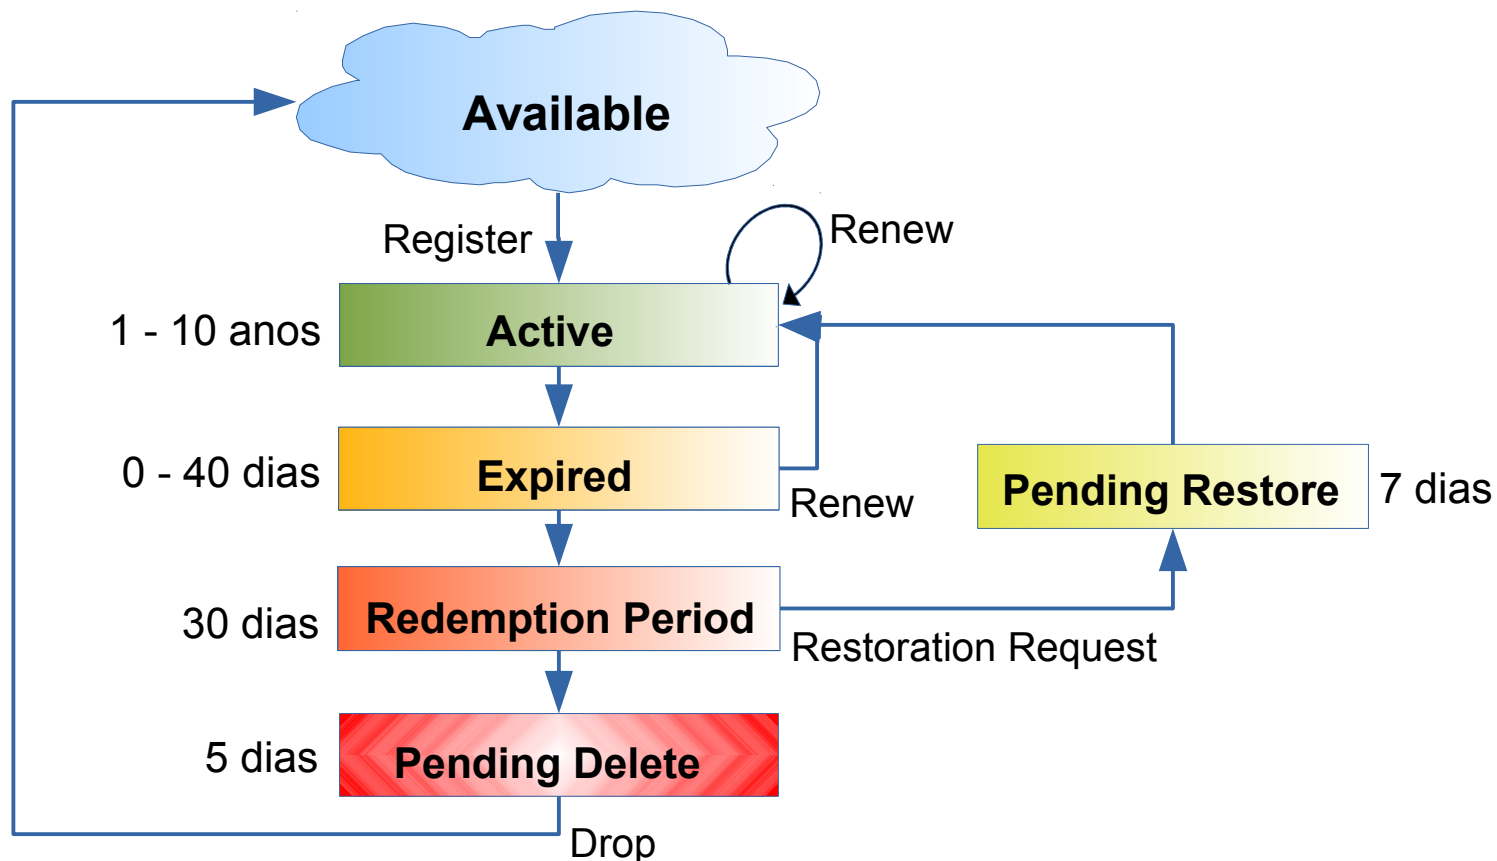 Available
Register
Renew
1 - 10 anos
Active
0 - 40 dias
Expired
Renew
Pending Restore
7 dias
30 dias
Redemption Period
Restoration Request
5 dias
Pending Delete
Drop